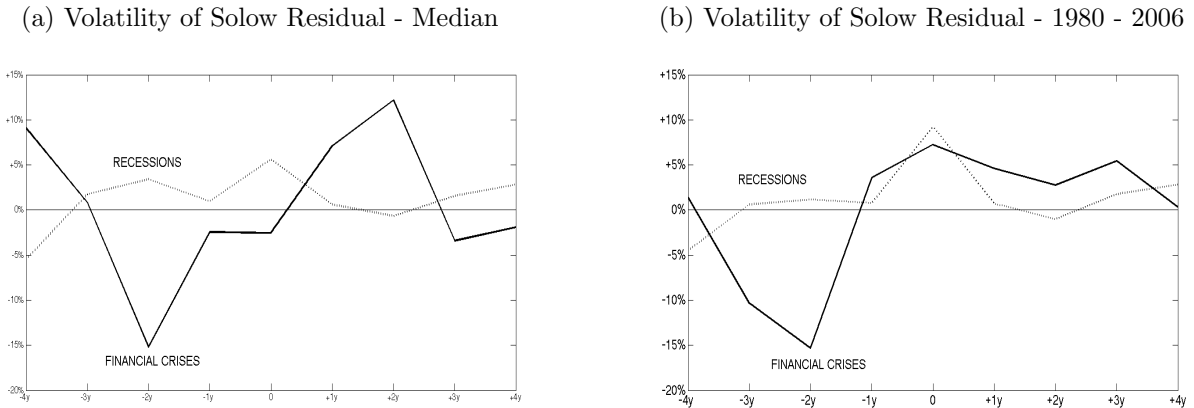 (a) Volatility of Solow Residual - Median
+15%
+10%
+5%
0%
-5%
-10%
-15%
-20%
RECESSIONS
FINANCIAL CRISES
-4y -3y -2y -1y 0 +1y +2y +3y +4y
(b) Volatility of Solow Residual - 1980 - 2006
+15%
+10%
+5%
0%
-5%
-10%
-15%
-20%
RECESSIONS
FINANCIAL CRISES
-4y -3y -2y -1y 0 +1y +2y +3y +4y